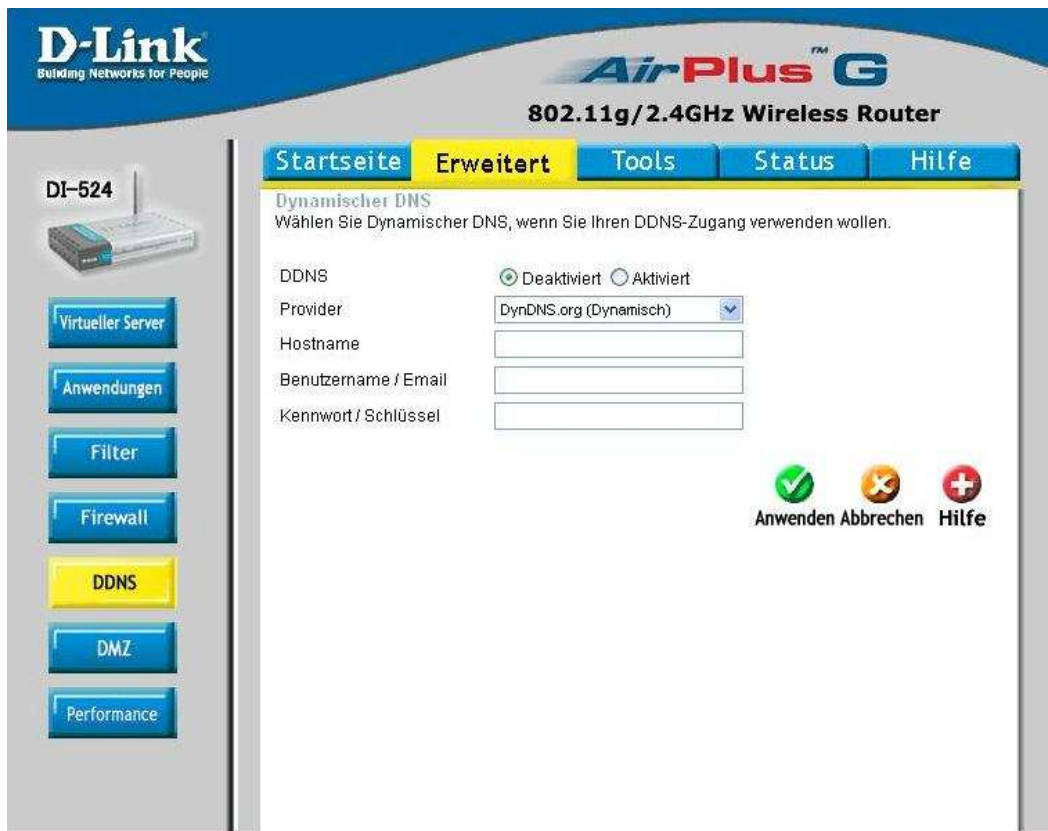 D-Link
Building Networks for People
AirPlus™ G
802.11g/2.4GHz Wireless Router
DI-524
Startseite Erweitert Tools Status Hilfe
Dynamischer DNS
Wählen Sie Dynamischer DNS, wenn Sie Ihren DDNS-Zugang verwenden wollen.
DDNS Deaktiviert Aktiviert
Provider DynDNS.org (Dynamisch)
Hostname
Benutzername / Email
Kennwort / Schlüssel
Anwenden Abbrechen Hilfe
Virtueller Server
Anwendungen
Filter
Firewall
DDNS
DMZ
Performance